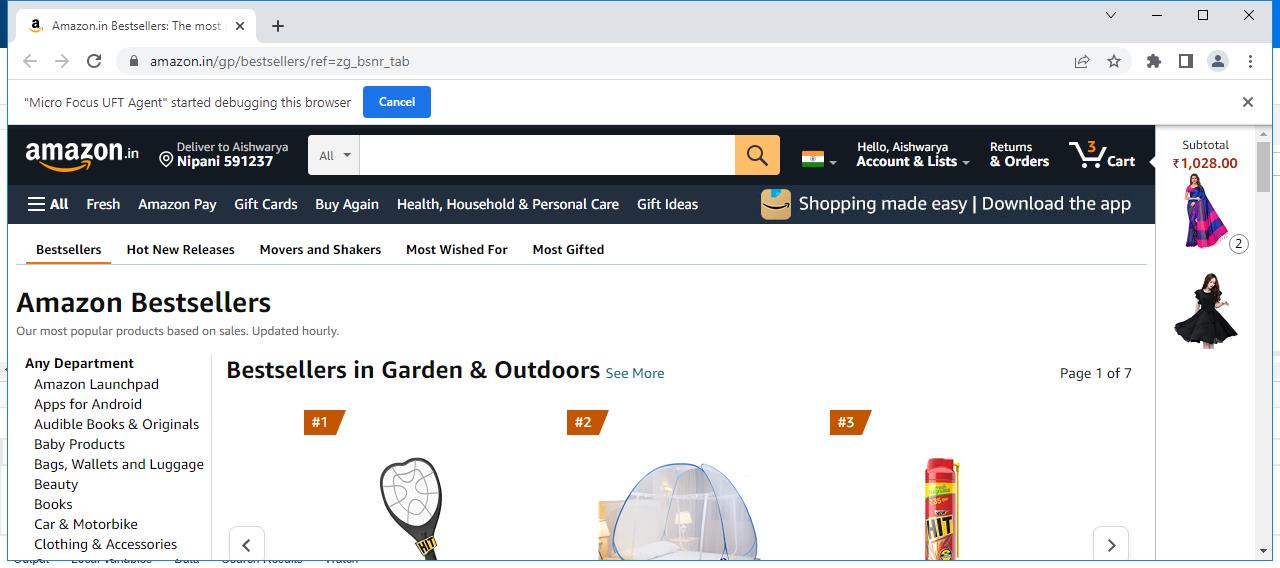 Amazon.in Bestsellers: The most
amazon.in/gp/bestsellers/ref=zg_bsnr_tab
"Micro Focus UFT Agent" started debugging this browser
Cancel
amazon.in
Deliver to Aishwarya
Nipani 591237
All
Hello, Aishwarya
Account & Lists
Returns
& Orders
3
Cart
Subtotal
₹1,028.00
2
All
Fresh
Amazon Pay
Gift Cards
Buy Again
Health, Household & Personal Care
Gift Ideas
Shopping made easy | Download the app
Bestsellers
Hot New Releases
Movers and Shakers
Most Wished For
Most Gifted
Amazon Bestsellers
Our most popular products based on sales. Updated hourly.
Any Department
Amazon Launchpad
Apps for Android
Audible Books & Originals
Baby Products
Bags, Wallets and Luggage
Beauty
Books
Car & Motorbike
Clothing & Accessories
Bestsellers in Garden & Outdoors See More
Page 1 of 7
#1
#2
#3
HIT
HIT